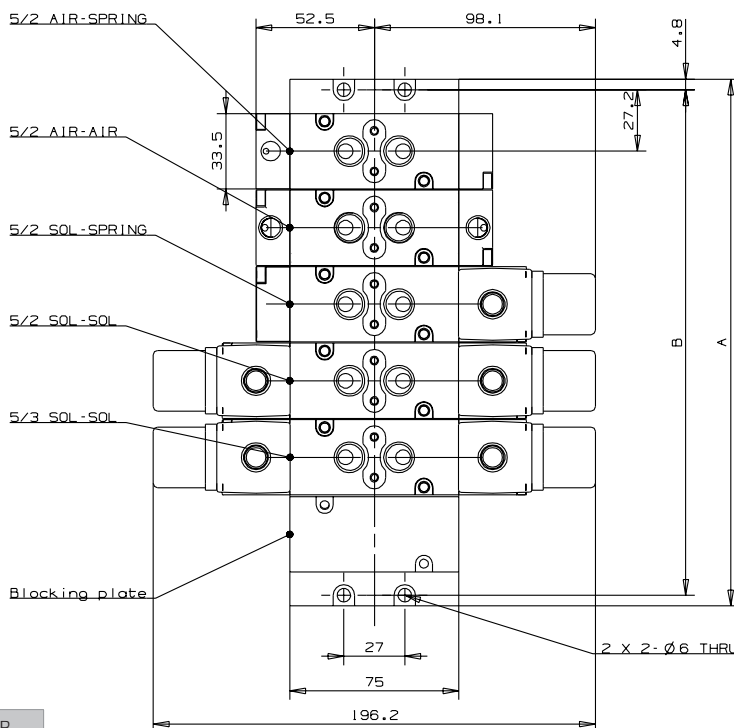 5/2 AIR-SPRING
52.5
98.1
4.8
27.2
33.5
5/2 AIR-AIR
5/2 SOL-SPRING
B
A
5/2 SOL-SOL
5/3 SOL-SOL
Blocking plate
27
2 X 2-Ø6 THRU
75
196.2